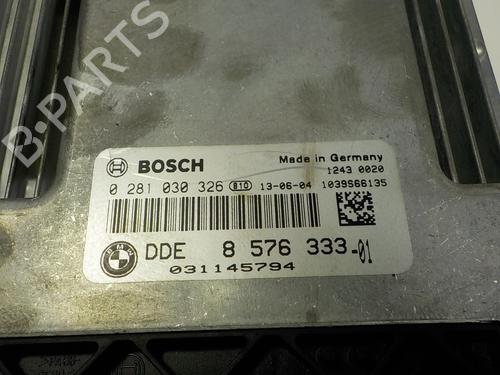 BOSCH
Made in Germany
1243 0020
0 281 030 326 810 13-06-04 1039S66135
BMW
DDE 8 576 333-01
031145794
B-PARTS